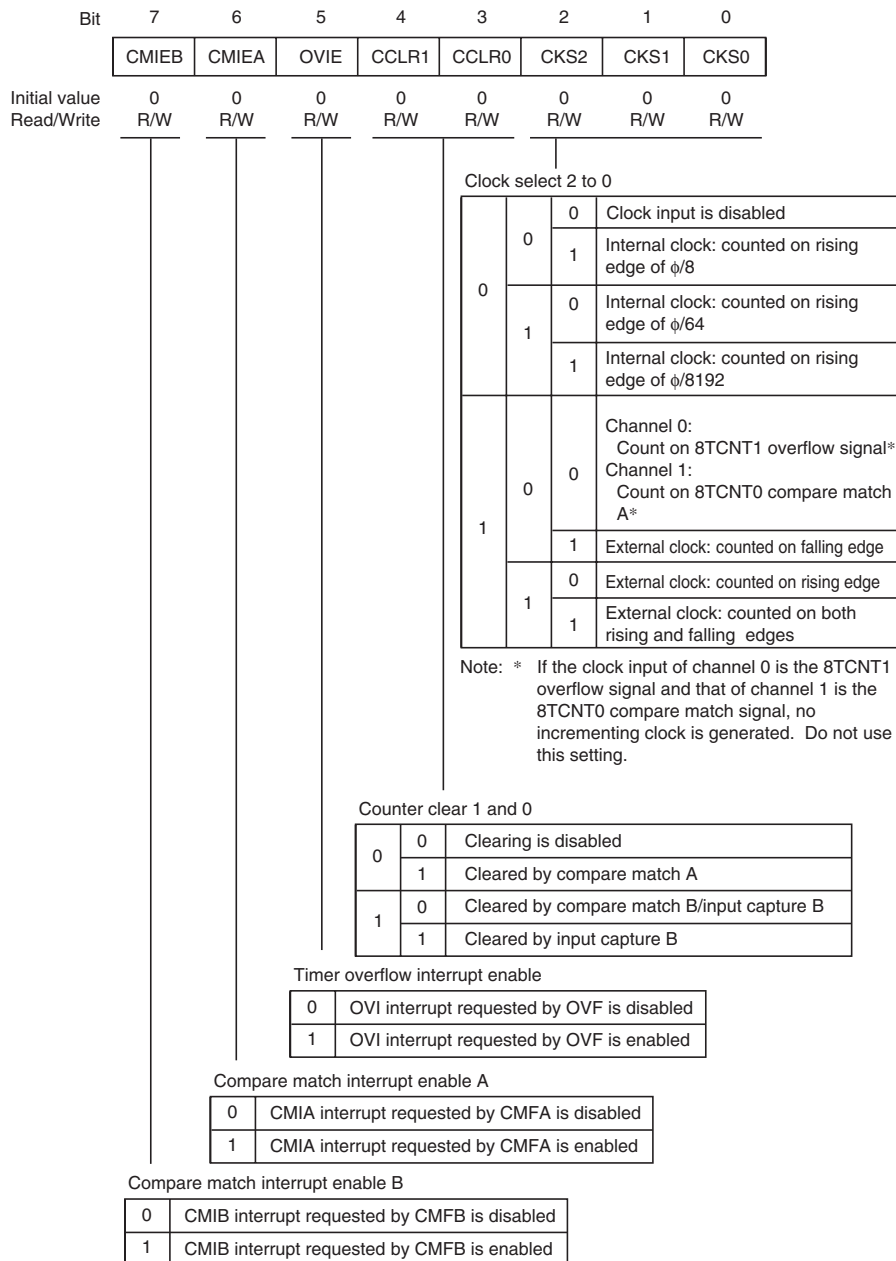 Bit 7 6 5 4 3 2 1 0
CMIEB CMIEA OVIE CCLR1 CCLR0 CKS2 CKS1 CKS0
Initial value 0 0 0 0 0 0 0 0
Read/Write R/W R/W R/W R/W R/W R/W R/W R/W
Clock select 2 to 0
0 0 0 Clock input is disabled
1 Internal clock: counted on rising
edge of ϕ/8
1 0 Internal clock: counted on rising
edge of ϕ/64
1 Internal clock: counted on rising
edge of ϕ/8192
1 0 0 Channel 0:
Count on 8TCNT1 overflow signal*
Channel 1:
Count on 8TCNT0 compare match
A*
1 External clock: counted on falling edge
1 0 External clock: counted on rising edge
1 External clock: counted on both
rising and falling edges
Note: * If the clock input of channel 0 is the 8TCNT1
overflow signal and that of channel 1 is the
8TCNT0 compare match signal, no
incrementing clock is generated. Do not use
this setting.
Counter clear 1 and 0
0 0 Clearing is disabled
1 Cleared by compare match A
1 0 Cleared by compare match B/input capture B
1 Cleared by input capture B
Timer overflow interrupt enable
0 OVI interrupt requested by OVF is disabled
1 OVI interrupt requested by OVF is enabled
Compare match interrupt enable A
0 CMIA interrupt requested by CMFA is disabled
1 CMIA interrupt requested by CMFA is enabled
Compare match interrupt enable B
0 CMIB interrupt requested by CMFB is disabled
1 CMIB interrupt requested by CMFB is enabled